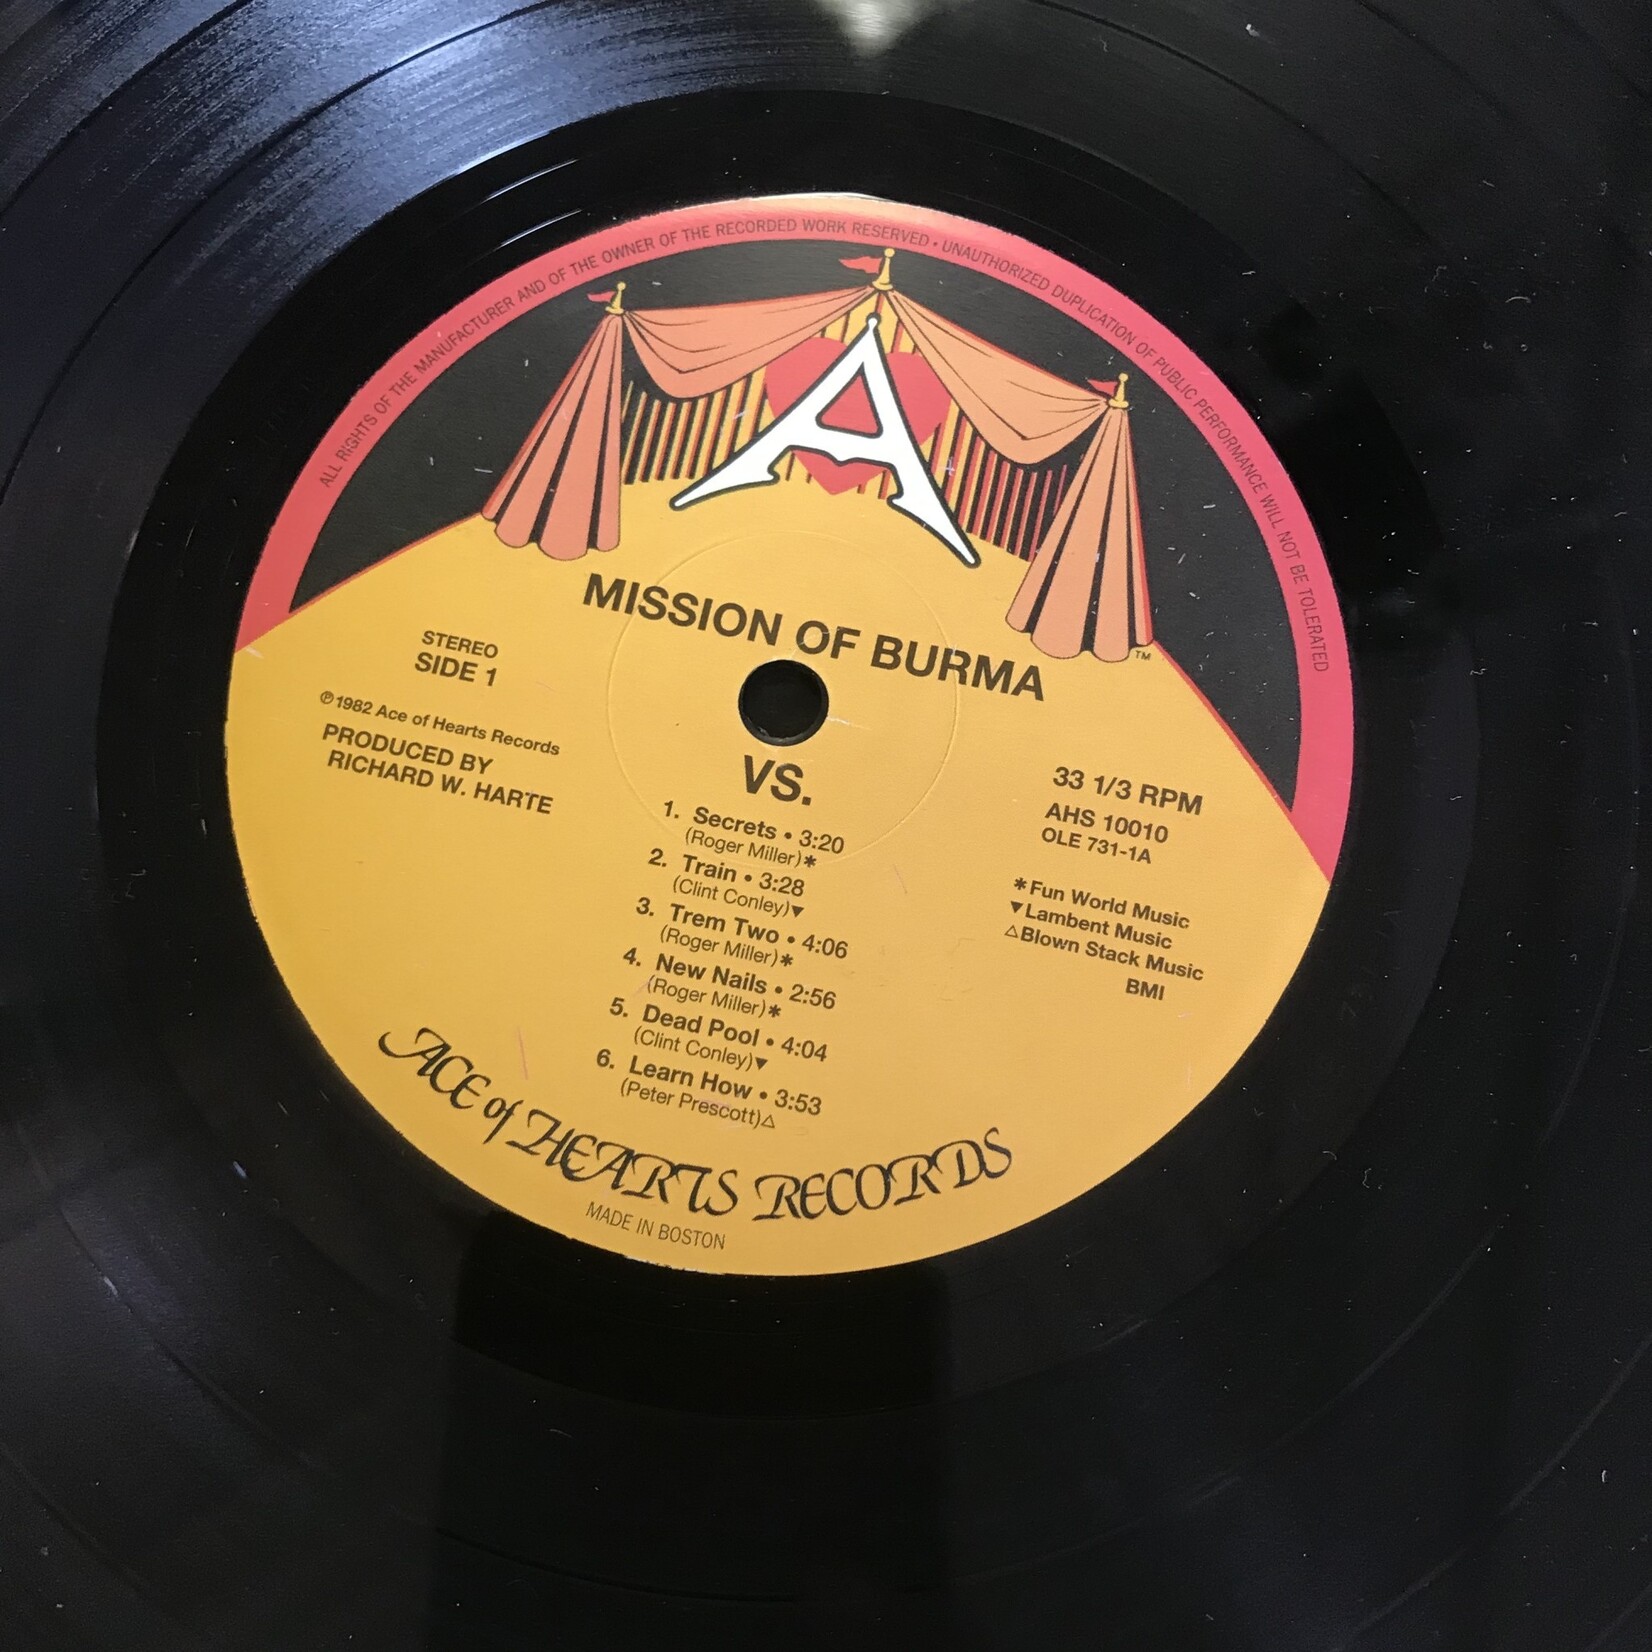 ALL RIGHTS OF THE MANUFACTURER AND OF THE OWNER OF THE RECORDED WORK RESERVED • UNAUTHORIZED DUPLICATION OF PUBLIC PERFORMANCE WILL NOT BE TOLERATED
A
TM
MISSION OF BURMA
STEREO
SIDE 1
℗1982 Ace of Hearts Records
PRODUCED BY
RICHARD W. HARTE
VS.
1. Secrets • 3:20
(Roger Miller)*
2. Train • 3:28
(Clint Conley)▼
3. Trem Two • 4:06
(Roger Miller)*
4. New Nails • 2:56
(Roger Miller)*
5. Dead Pool • 4:04
(Clint Conley)▼
6. Learn How • 3:53
(Peter Prescott)△
33 1/3 RPM
AHS 10010
OLE 731-1A
*Fun World Music
▼Lambent Music
△Blown Stack Music
BMI
ACE of HEARTS RECORDS
MADE IN BOSTON